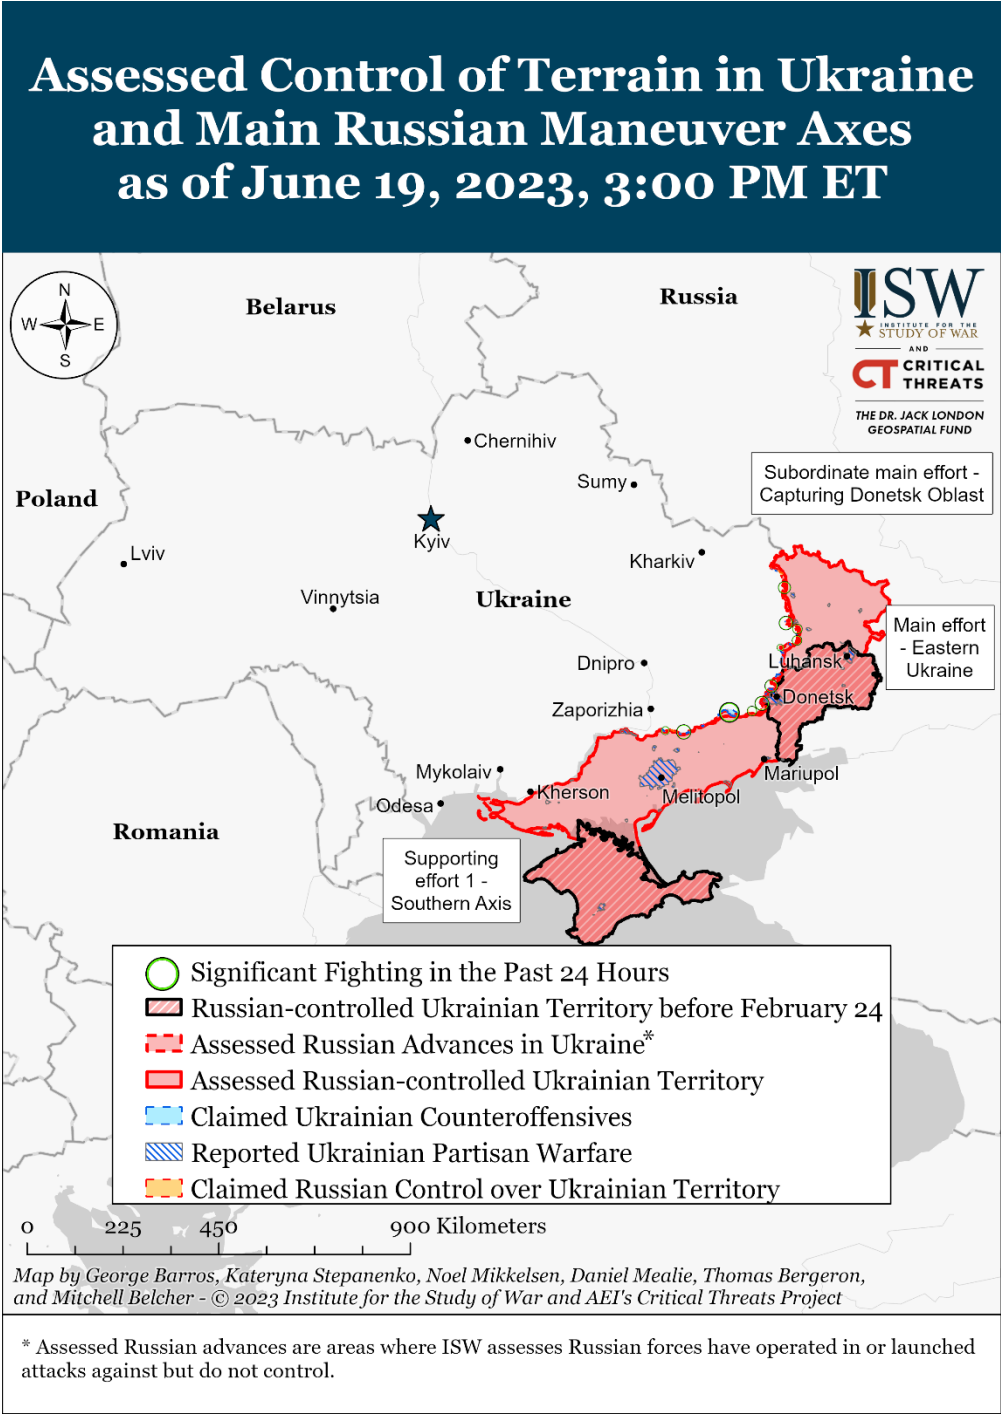 Assessed Control of Terrain in Ukraine
and Main Russian Maneuver Axes
as of June 19, 2023, 3:00 PM ET
N
W
E
S
Belarus
Russia
ISW
INSTITUTE FOR THE
STUDY OF WAR
AND
CT CRITICAL
THREATS
THE DR. JACK LONDON
GEOSPATIAL FUND
Chernihiv
Subordinate main effort -
Capturing Donetsk Oblast
Sumy
Poland
Kyiv
Lviv
Kharkiv
Vinnytsia
Ukraine
Main effort
- Eastern
Ukraine
Dnipro
Luhansk
Donetsk
Zaporizhia
Mykolaiv
Mariupol
Kherson
Melitopol
Odesa
Romania
Supporting
effort 1 -
Southern Axis
Significant Fighting in the Past 24 Hours
Russian-controlled Ukrainian Territory before February 24
Assessed Russian Advances in Ukraine*
Assessed Russian-controlled Ukrainian Territory
Claimed Ukrainian Counteroffensives
Reported Ukrainian Partisan Warfare
Claimed Russian Control over Ukrainian Territory
0 225 450 900 Kilometers
Map by George Barros, Kateryna Stepanenko, Noel Mikkelsen, Daniel Mealie, Thomas Bergeron,
and Mitchell Belcher - © 2023 Institute for the Study of War and AEI's Critical Threats Project
* Assessed Russian advances are areas where ISW assesses Russian forces have operated in or launched
attacks against but do not control.